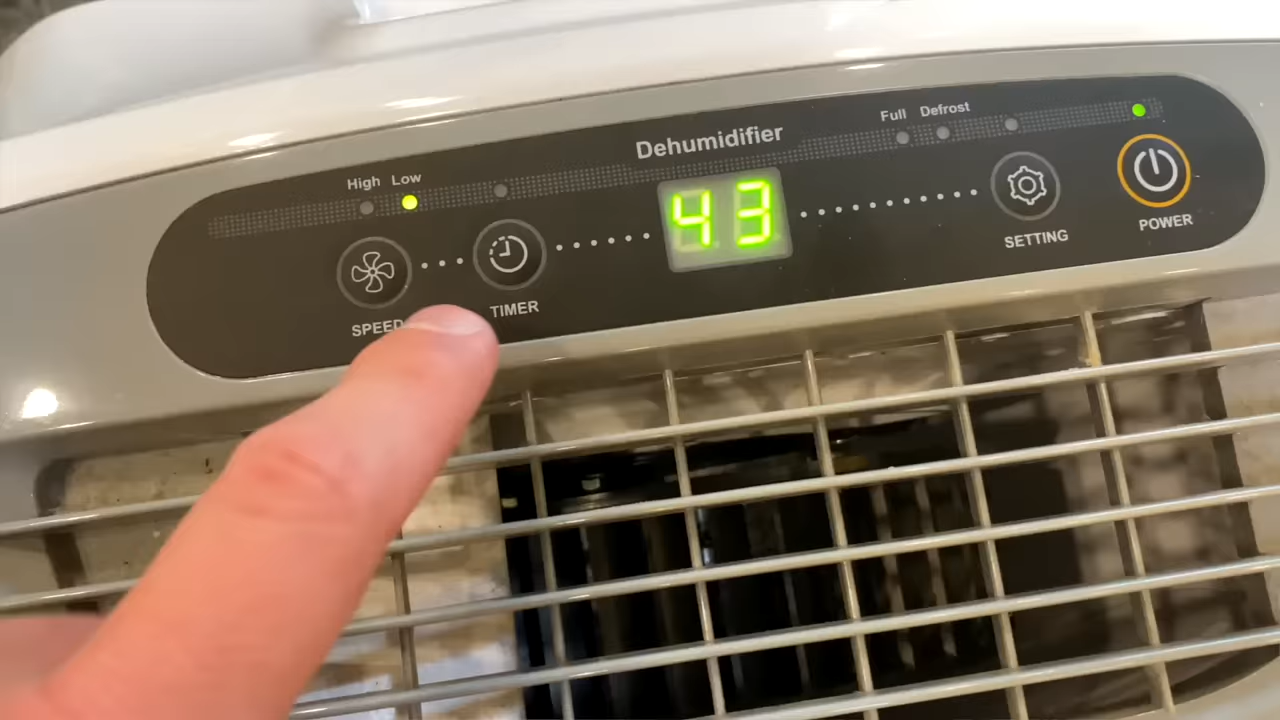 Dehumidifier
Full Defrost
High Low
43
SPEED
TIMER
SETTING
POWER